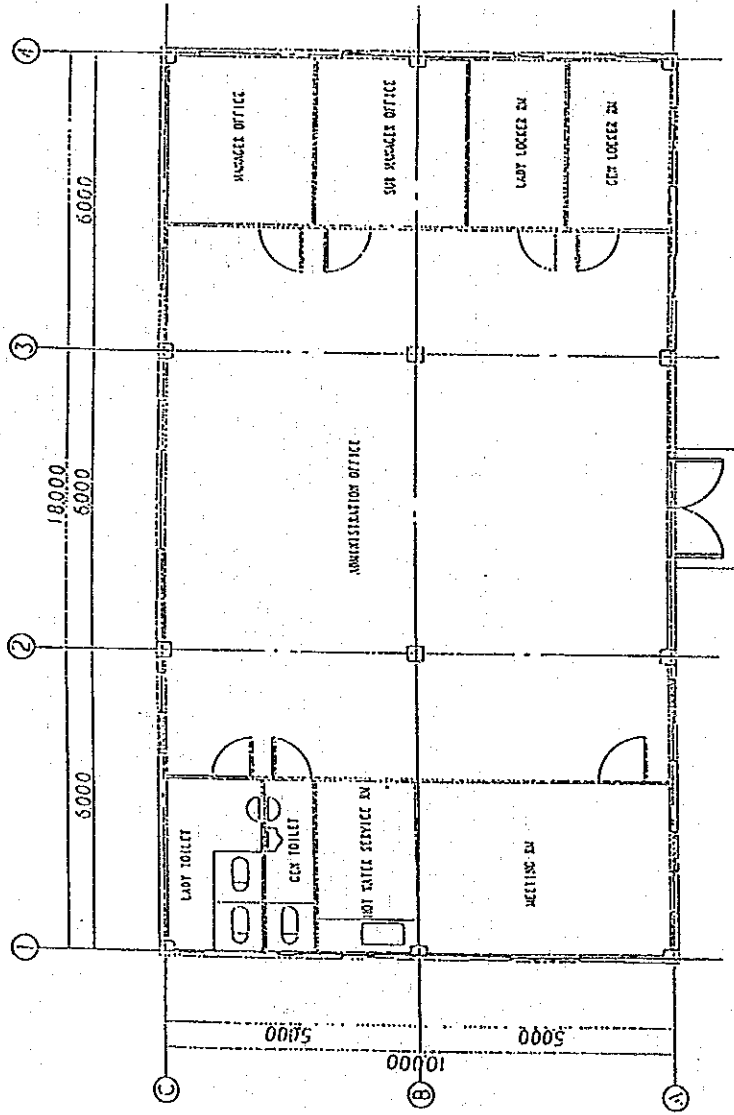 1
2
3
4
18000
6000
6000
6000
C
B
A
5000
5000
10000
LADY TOILET
GEN TOILET
HOT WATER SERVICE RM
MEETING RM
ADMINISTRATION OFFICE
MANAGER OFFICE
SUB MANAGER OFFICE
LADY LOCKER RM
GEN LOCKER RM